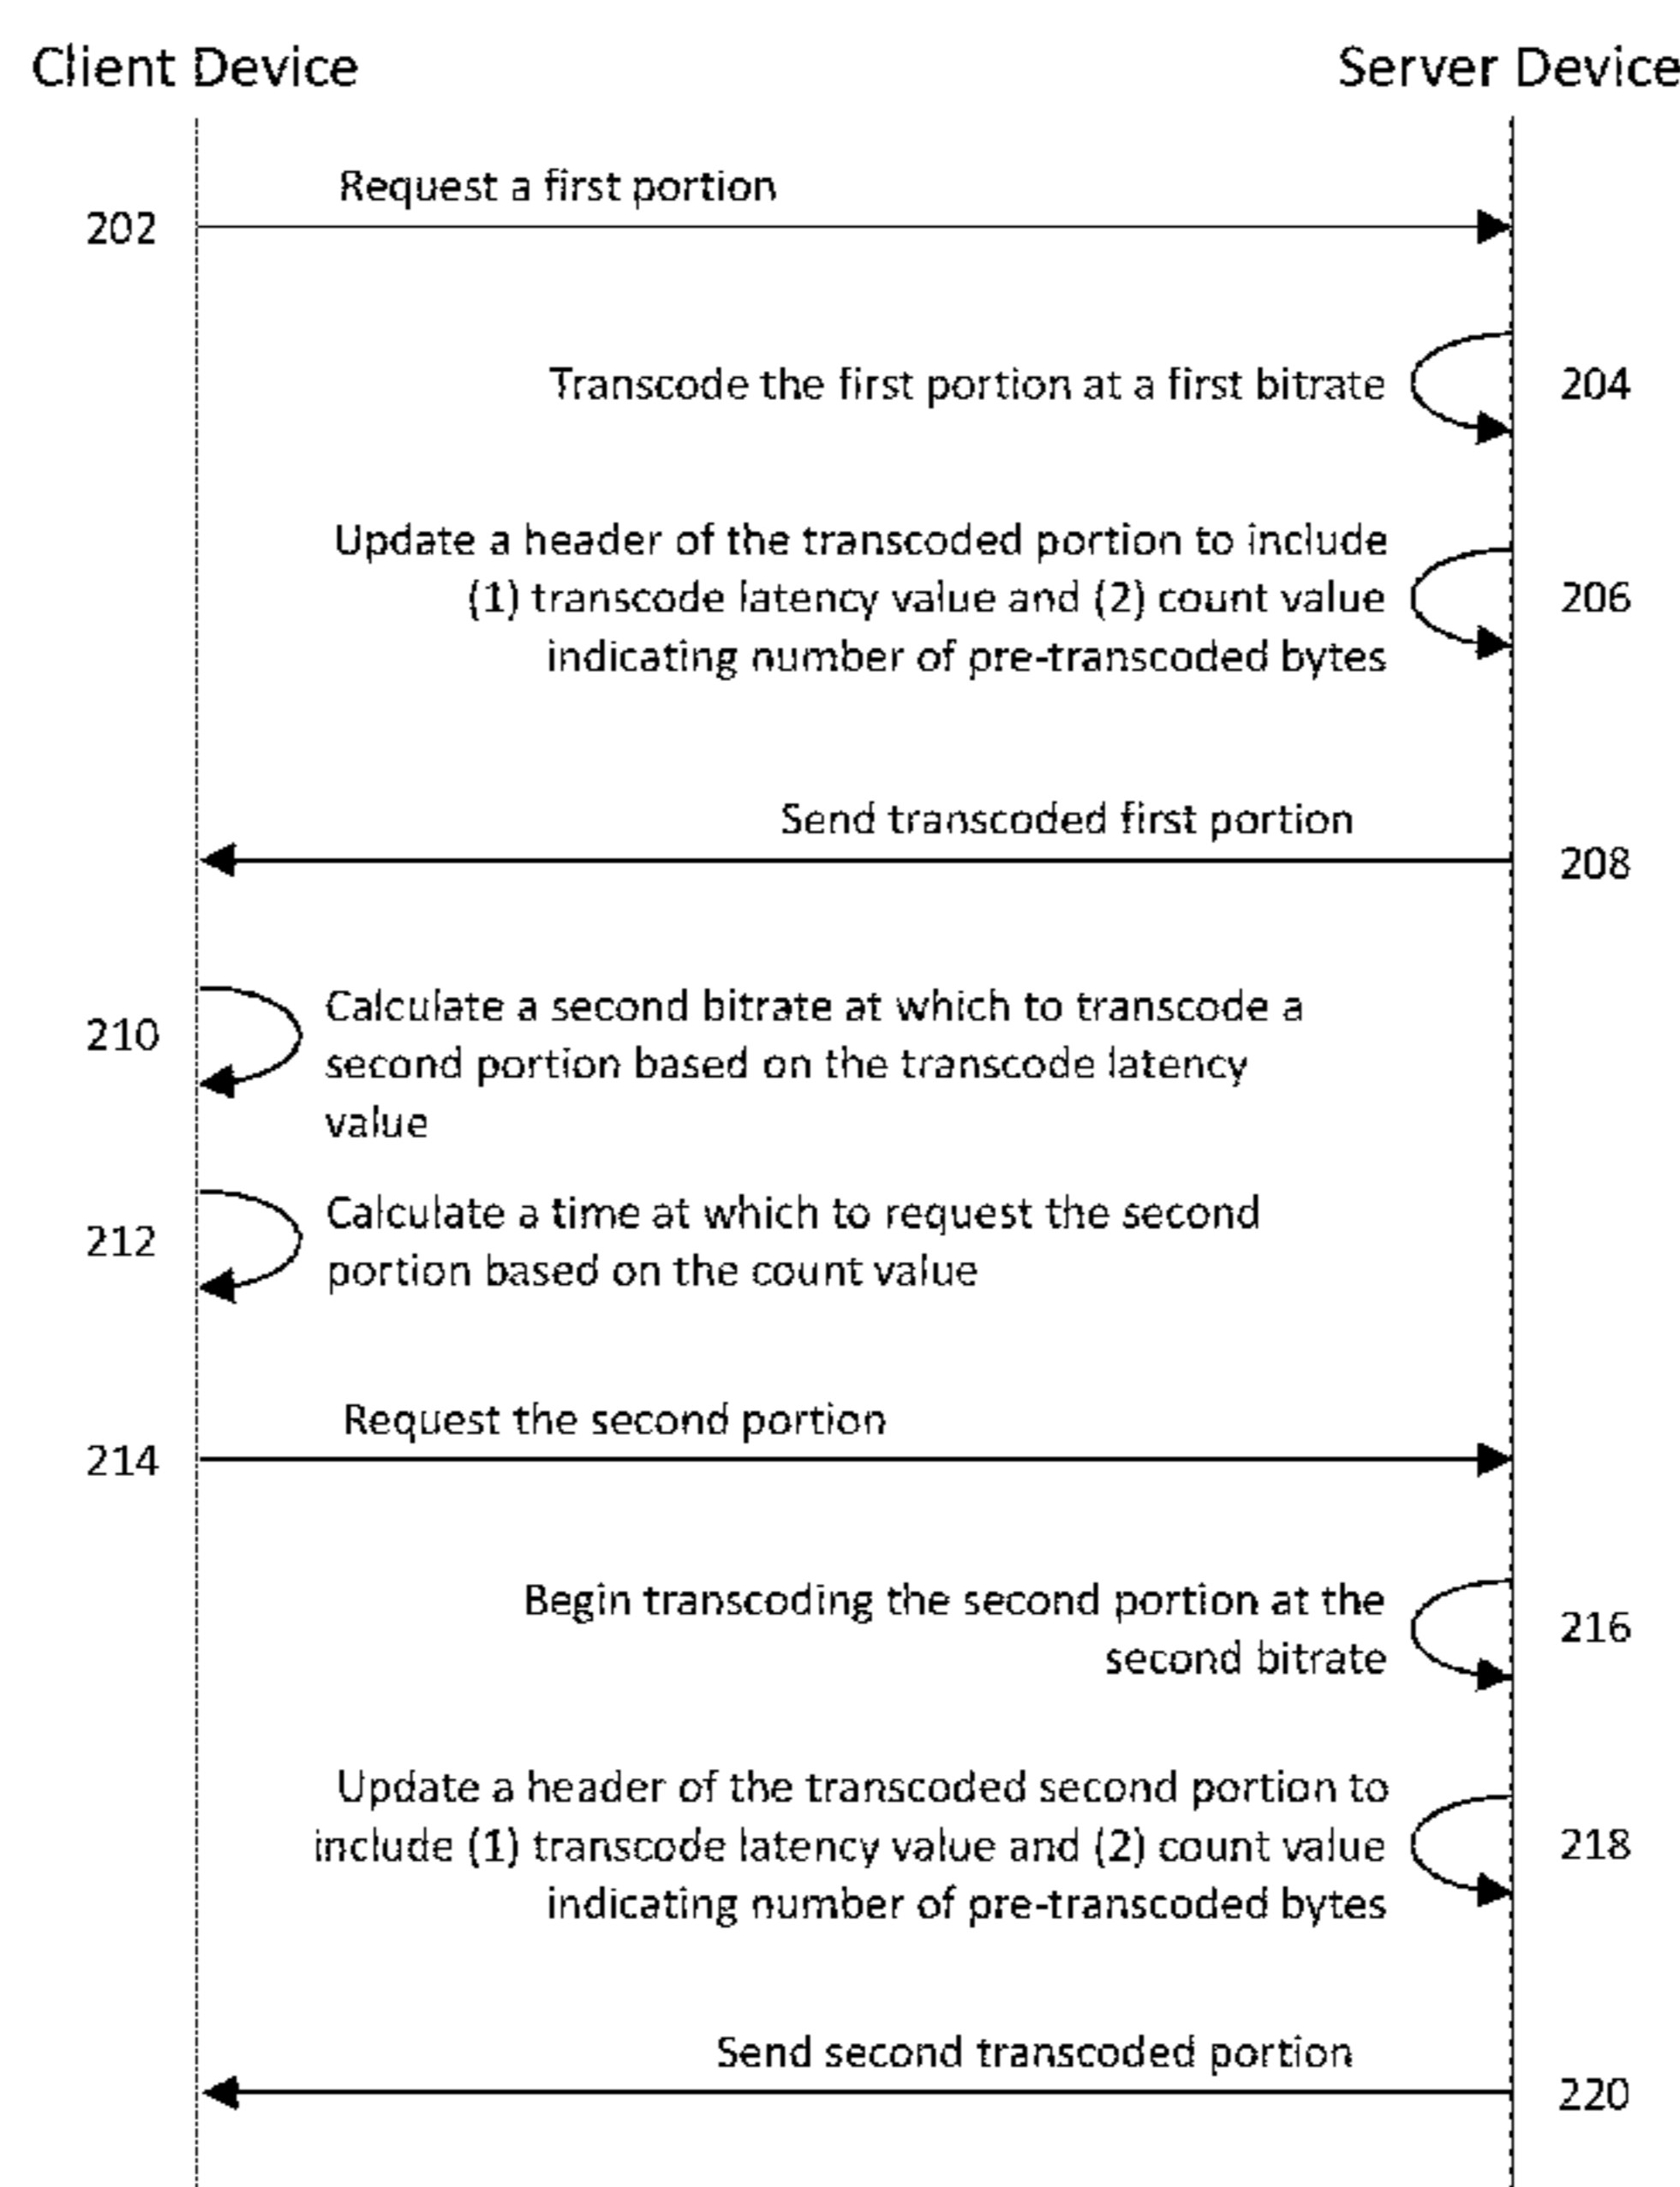 Client Device
Server Device
Request a first portion
202
Transcode the first portion at a first bitrate
204
Update a header of the transcoded portion to include
(1) transcode latency value and (2) count value
206
indicating number of pre-transcoded bytes
Send transcoded first portion
208
210
Calculate a second bitrate at which to transcode a
second portion based on the transcode latency
value
212
Calculate a time at which to request the second
portion based on the count value
Request the second portion
214
Begin transcoding the second portion at the
second bitrate
216
Update a header of the transcoded second portion to
include (1) transcode latency value and (2) count value
218
indicating number of pre-transcoded bytes
Send second transcoded portion
220